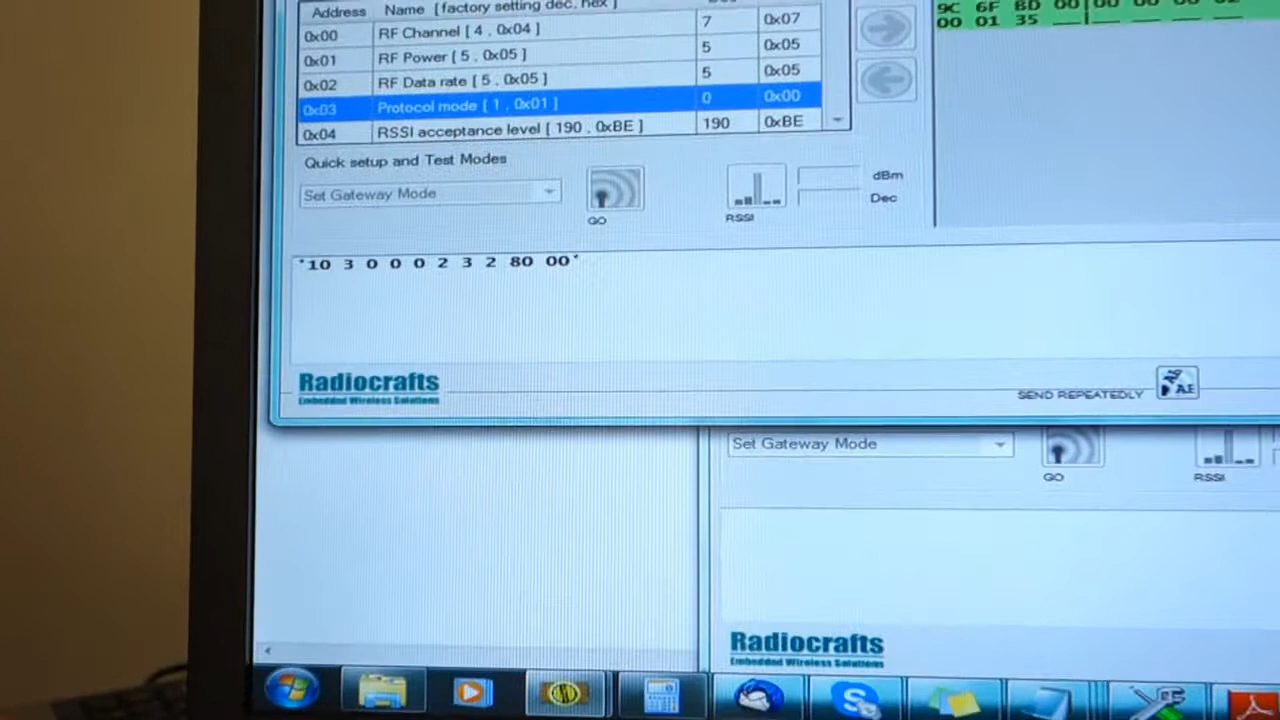 Address Name [factory setting dec, hex ]
0x00 RF Channel [ 4 , 0x04 ] 7 0x07
0x01 RF Power [ 5 , 0x05 ] 5 0x05
0x02 RF Data rate [ 5 , 0x05 ] 5 0x05
0x03 Protocol mode [ 1 , 0x01 ] 0 0x00
0x04 RSSI acceptance level [ 190 , 0xBE ] 190 0xBE
9C 6F BD 00
00 01 35
Quick setup and Test Modes
Set Gateway Mode
GO
RSSI
dBm
Dec
'10 3 0 0 0 2 3 2 80 00'
Radiocrafts
Embedded Wireless Solutions
SEND REPEATEDLY
Set Gateway Mode
GO
RSSI
Radiocrafts
Embedded Wireless Solutions